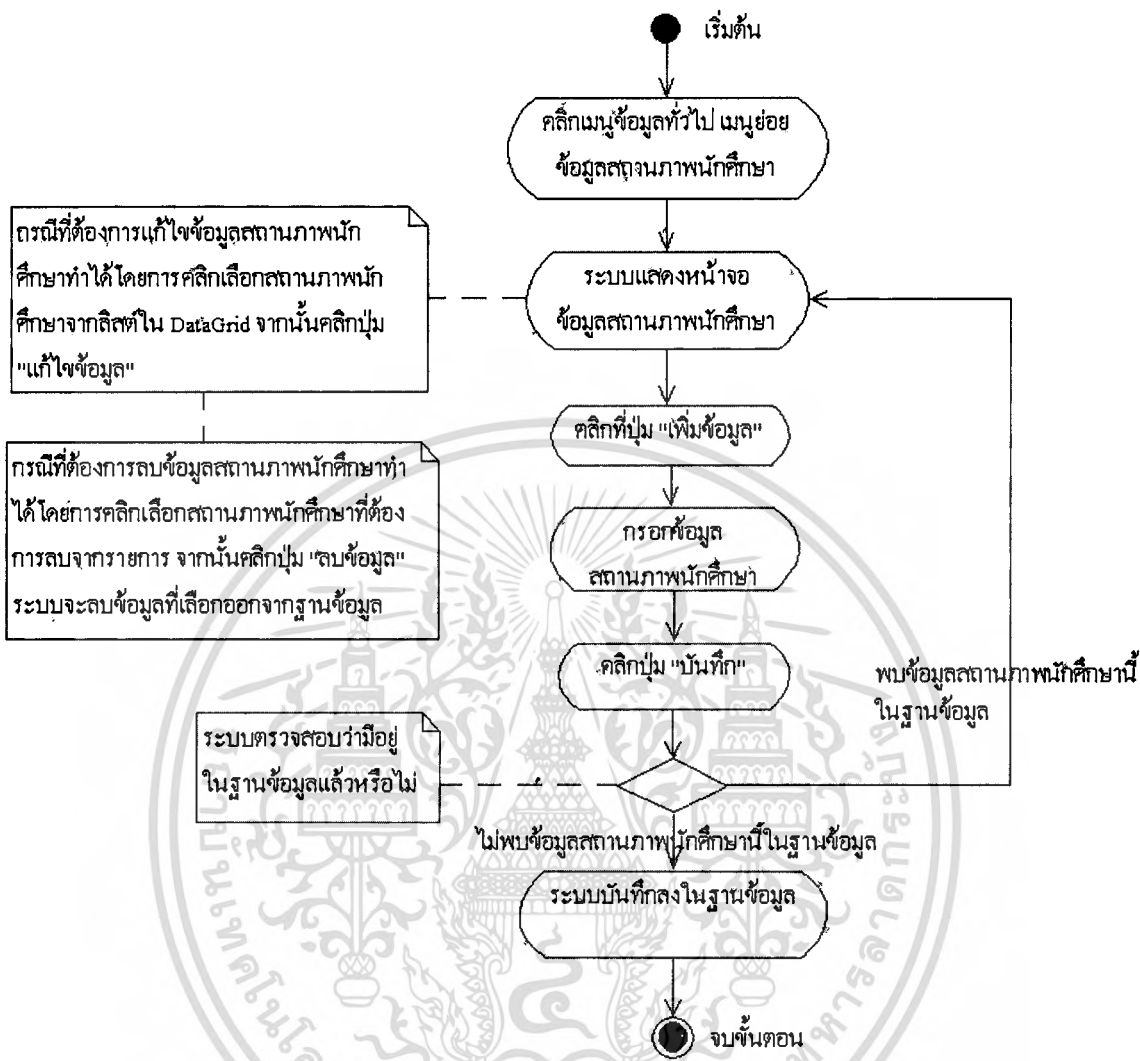 เริ่มต้น
คลิ๊กเมนูข้อมูลทั่วไป เมนูย่อย
ข้อมูลสถานภาพนักศึกษา
กรณีที่ต้องการแก้ไขข้อมูลสถานภาพนัก
ศึกษาทำได้โดยการคลิกเลือกสถานภาพนัก
ศึกษาจากลิสต์ใน DataGrid จากนั้นคลิกปุ่ม
"แก้ไขข้อมูล"
ระบบแสดงหน้าจอ
ข้อมูลสถานภาพนักศึกษา
คลิกที่ปุ่ม "เพิ่มข้อมูล"
กรณีที่ต้องการลบข้อมูลสถานภาพนักศึกษาทำ
ได้โดยการคลิกเลือกสถานภาพนักศึกษาที่ต้อง
การลบจากรายการ จากนั้นคลิกปุ่ม "ลบข้อมูล"
ระบบจะลบข้อมูลที่เลือกออกจากฐานข้อมูล
กรอกข้อมูล
สถานภาพนักศึกษา
คลิกปุ่ม "บันทึก"
พบข้อมูลสถานภาพนักศึกษานี้
ในฐานข้อมูล
ระบบตรวจสอบว่ามีอยู่
ในฐานข้อมูลแล้วหรือไม่
ไม่พบข้อมูลสถานภาพนักศึกษานี้ในฐานข้อมูล
ระบบบันทึกลงในฐานข้อมูล
จบขั้นตอน